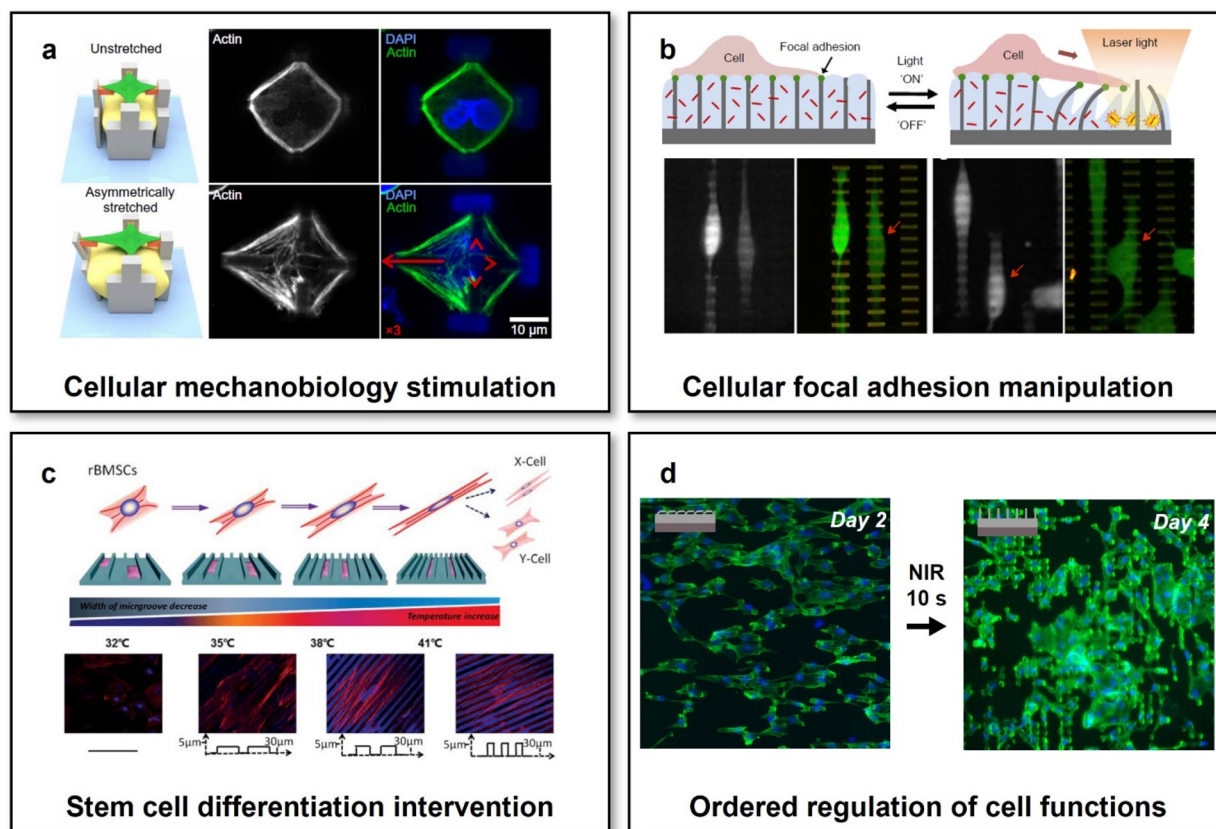 a
Unstretched
Actin
DAPI
Actin
Asymmetrically
stretched
Actin
DAPI
Actin
×3
10 μm
Cellular mechanobiology stimulation
b
Cell
Focal adhesion
Light
'ON'
'OFF'
Cell
Laser light
Cellular focal adhesion manipulation
c
rBMSCs
X-Cell
Y-Cell
Width of micrgroove decrease
Temperature increase
32℃ 35℃ 38℃ 41℃
5μm 30μm 5μm 30μm 5μm 30μm
Stem cell differentiation intervention
d
Day 2
NIR
10 s
Day 4
Ordered regulation of cell functions